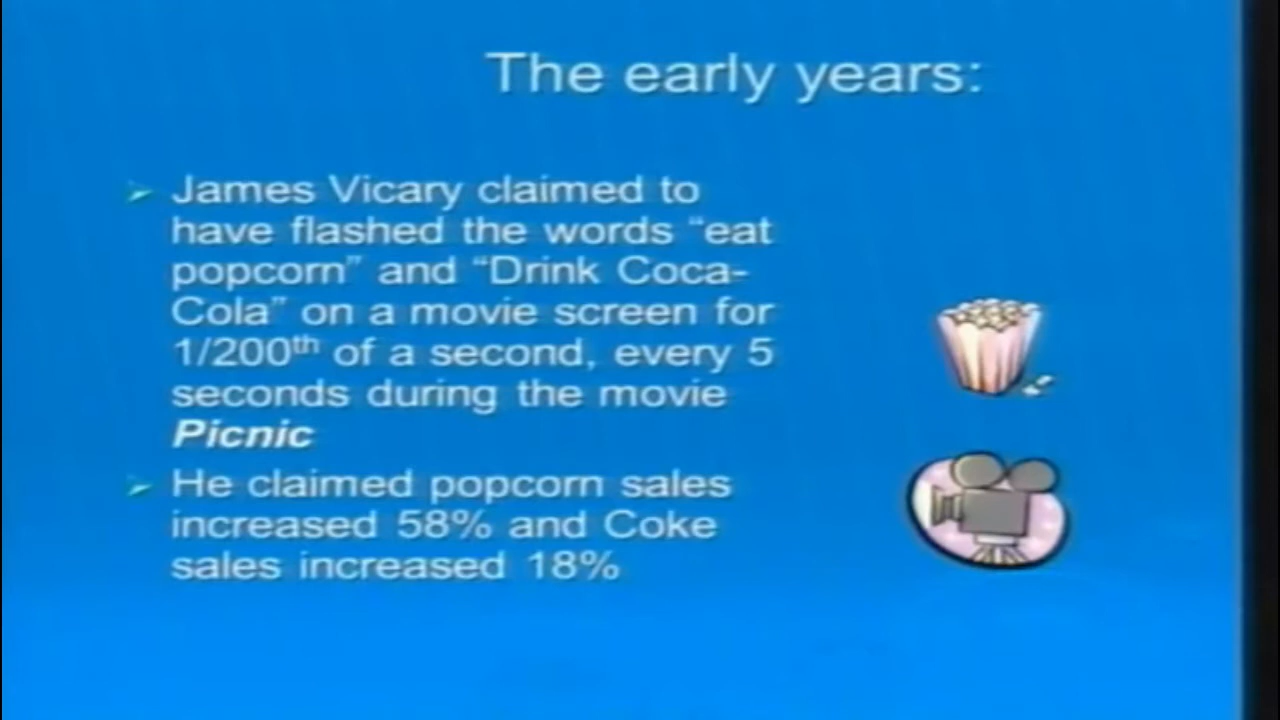 The early years:
James Vicary claimed to
have flashed the words “eat
popcorn” and “Drink Coca-
Cola” on a movie screen for
1/200th of a second, every 5
seconds during the movie
Picnic
He claimed popcorn sales
increased 58% and Coke
sales increased 18%